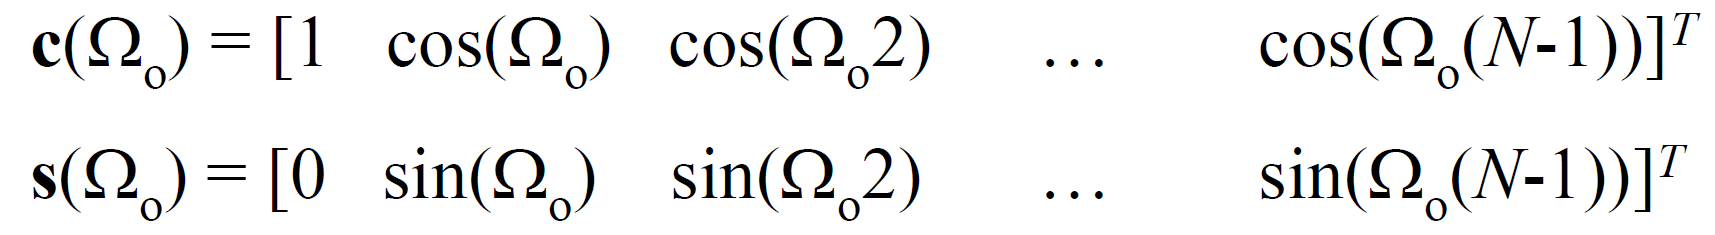 c(Ωₒ) = [1 cos(Ωₒ) cos(Ωₒ2) … cos(Ωₒ(N-1))]ᵀ
s(Ωₒ) = [0 sin(Ωₒ) sin(Ωₒ2) … sin(Ωₒ(N-1))]ᵀ